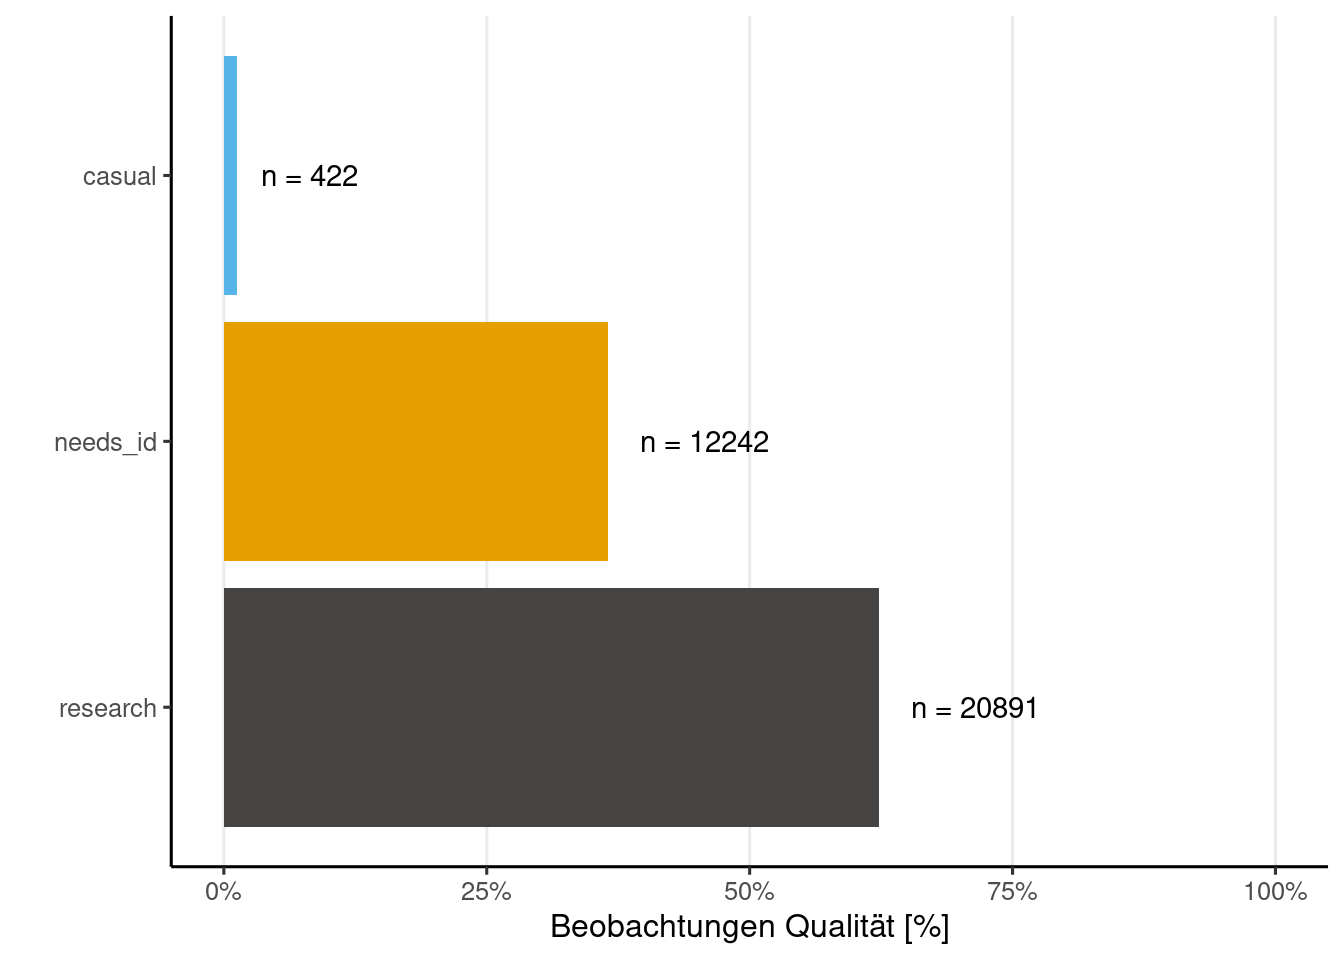 casual
n = 422
needs_id
n = 12242
research
n = 20891
0%
25%
50%
75%
100%
Beobachtungen Qualität [%]